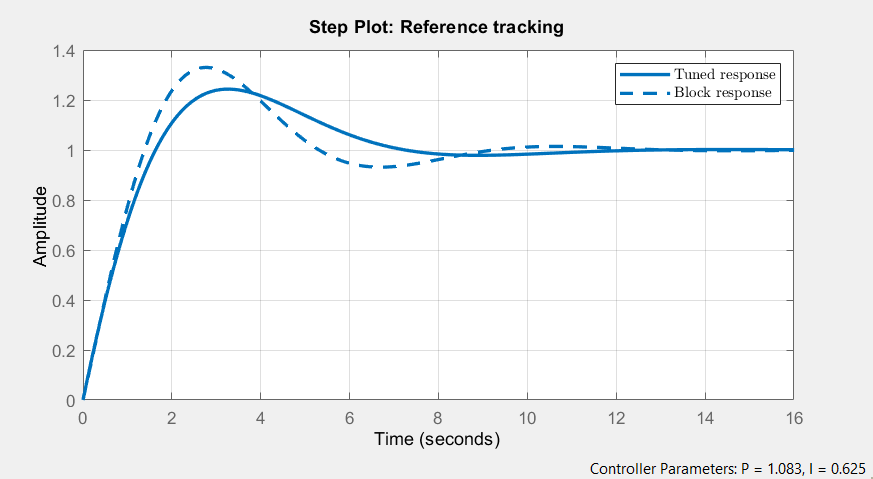 Step Plot: Reference tracking
Tuned response
Block response
1.4
1.2
1
0.8
0.6
0.4
0.2
0
Amplitude
0 2 4 6 8 10 12 14 16
Time (seconds)
Controller Parameters: P = 1.083, I = 0.625